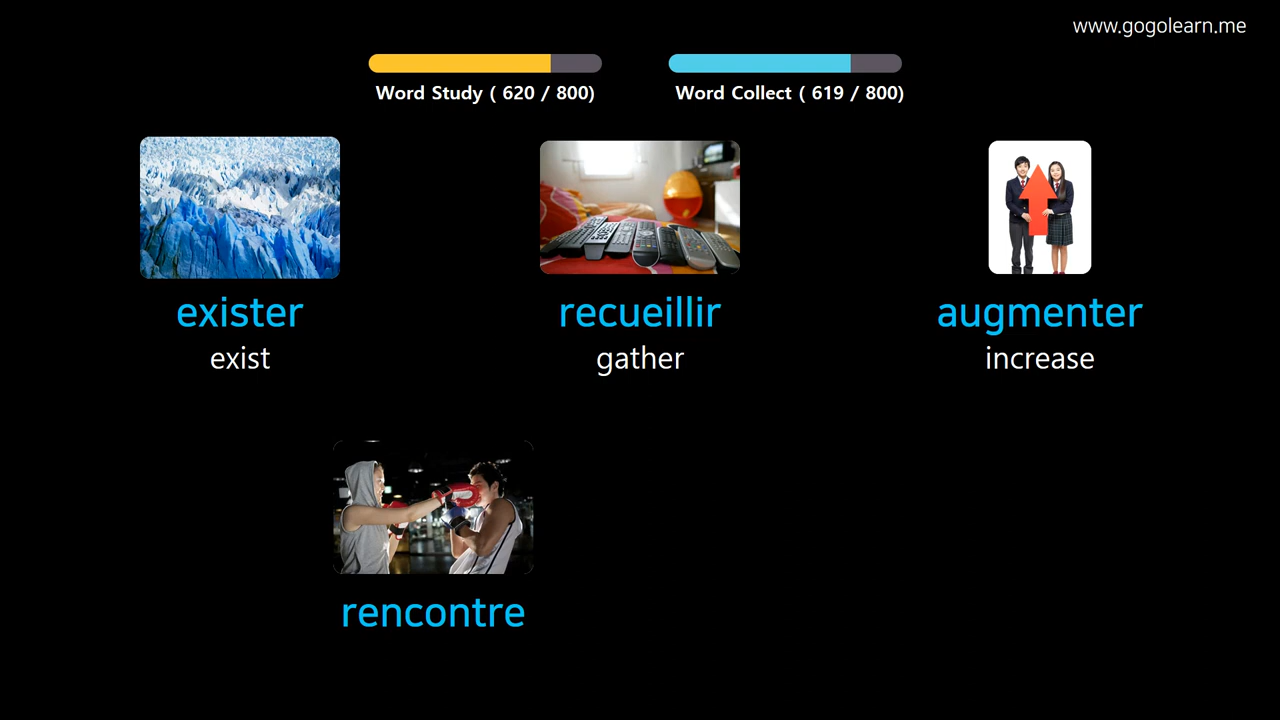 www.gogolearn.me
Word Study ( 620 / 800)
Word Collect ( 619 / 800)
exister
recueillir
augmenter
exist
gather
increase
rencontre